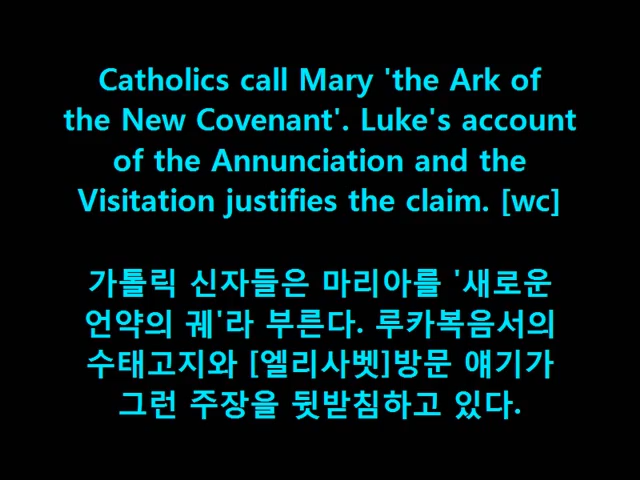 Catholics call Mary 'the Ark of
the New Covenant'. Luke's account
of the Annunciation and the
Visitation justifies the claim. [wc]
가톨릭 신자들은 마리아를 '새로운
언약의 궤'라 부른다. 루카복음서의
수태고지와 [엘리사벳]방문 얘기가
그런 주장을 뒷받침하고 있다.